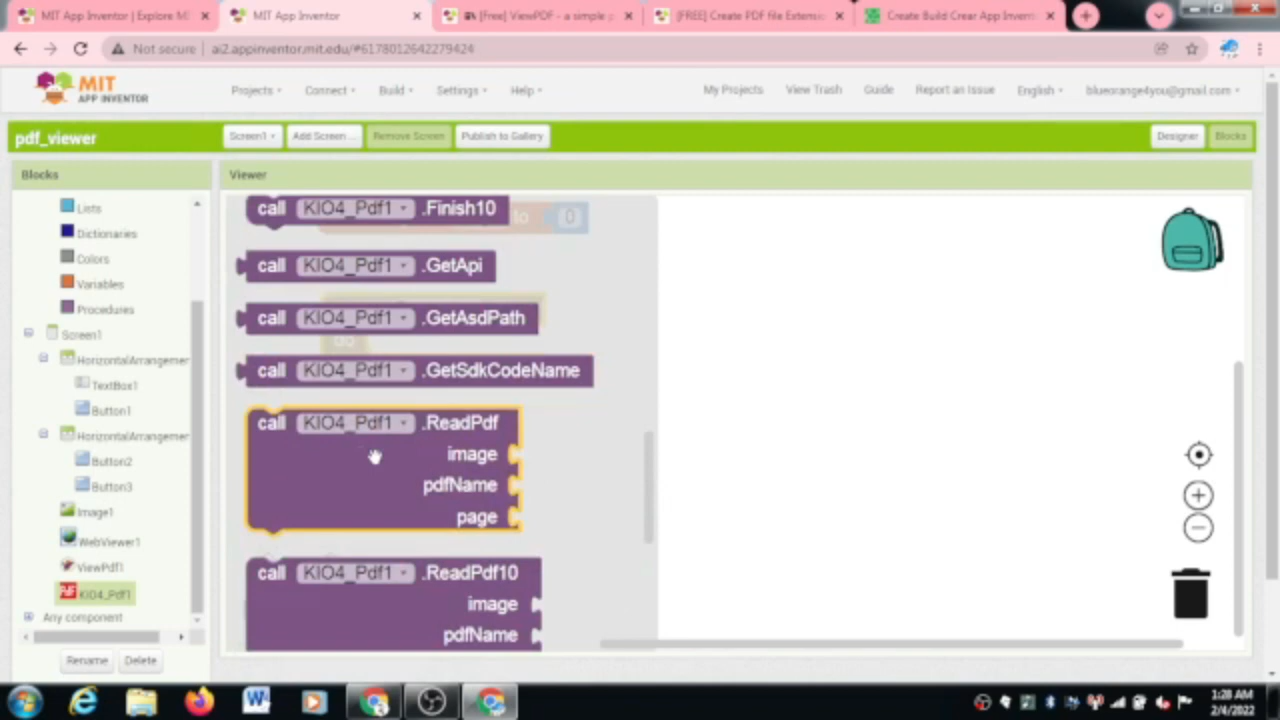 MIT App Inventor | Explore MI
MIT App Inventor
[Free] ViewPDF - a simple p
[FREE] Create PDF file Extensio
Create Build Crear App Invent
Not secure | ai2.appinventor.mit.edu/#6178012642279424
MIT
APP INVENTOR
Projects
Connect
Build
Settings
Help
My Projects
View Trash
Guide
Report an Issue
English
blueorange4you@gmail.com
pdf_viewer
Screen1
Add Screen ...
Remove Screen
Publish to Gallery
Designer
Blocks
Blocks
Viewer
Lists
Dictionaries
Colors
Variables
Procedures
Screen1
HorizontalArrangemer
TextBox1
Button1
HorizontalArrangemer
Button2
Button3
Image1
WebViewer1
ViewPdf1
KIO4_Pdf1
Any component
Rename
Delete
call KIO4_Pdf1 .Finish10
to 0
call KIO4_Pdf1 .GetApi
call KIO4_Pdf1 .GetAsdPath
do
call KIO4_Pdf1 .GetSdkCodeName
call KIO4_Pdf1 .ReadPdf
image
pdfName
page
call KIO4_Pdf1 .ReadPdf10
image
pdfName
1:28 AM
2/4/2022